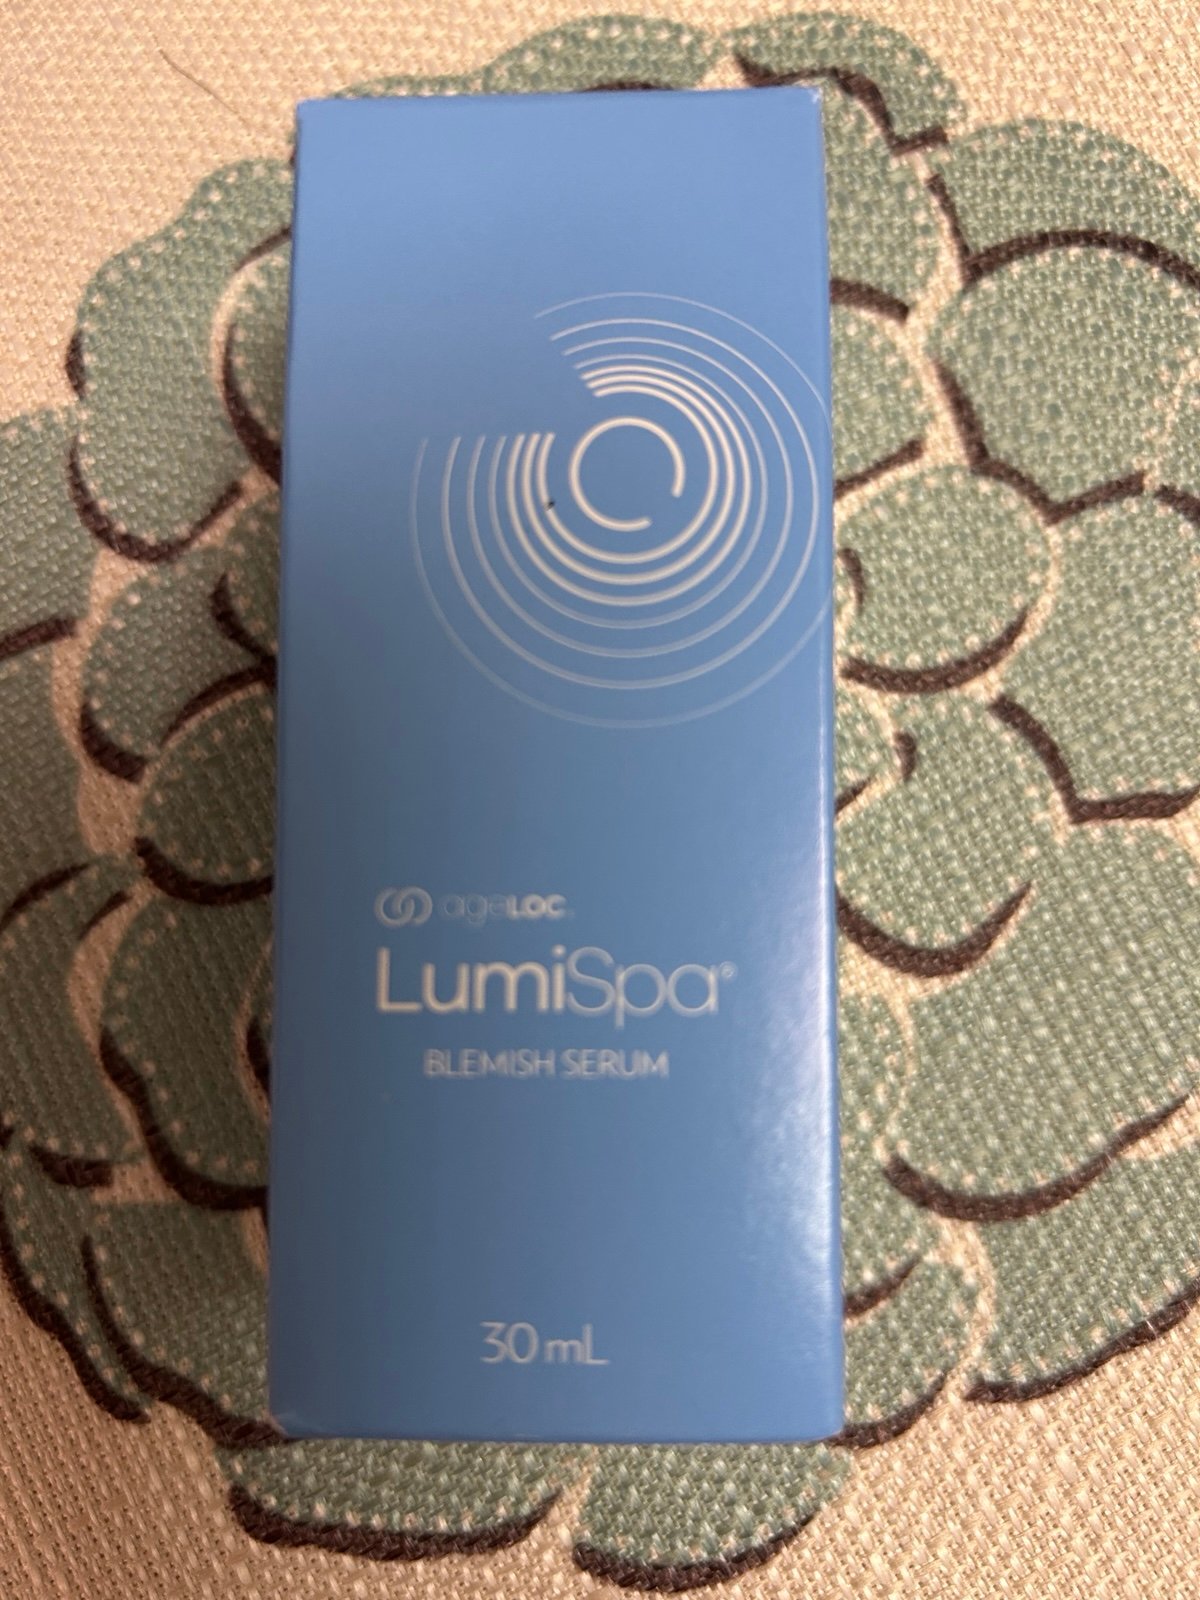 ageLOC
LumiSpa®
BLEMISH SERUM
30 mL